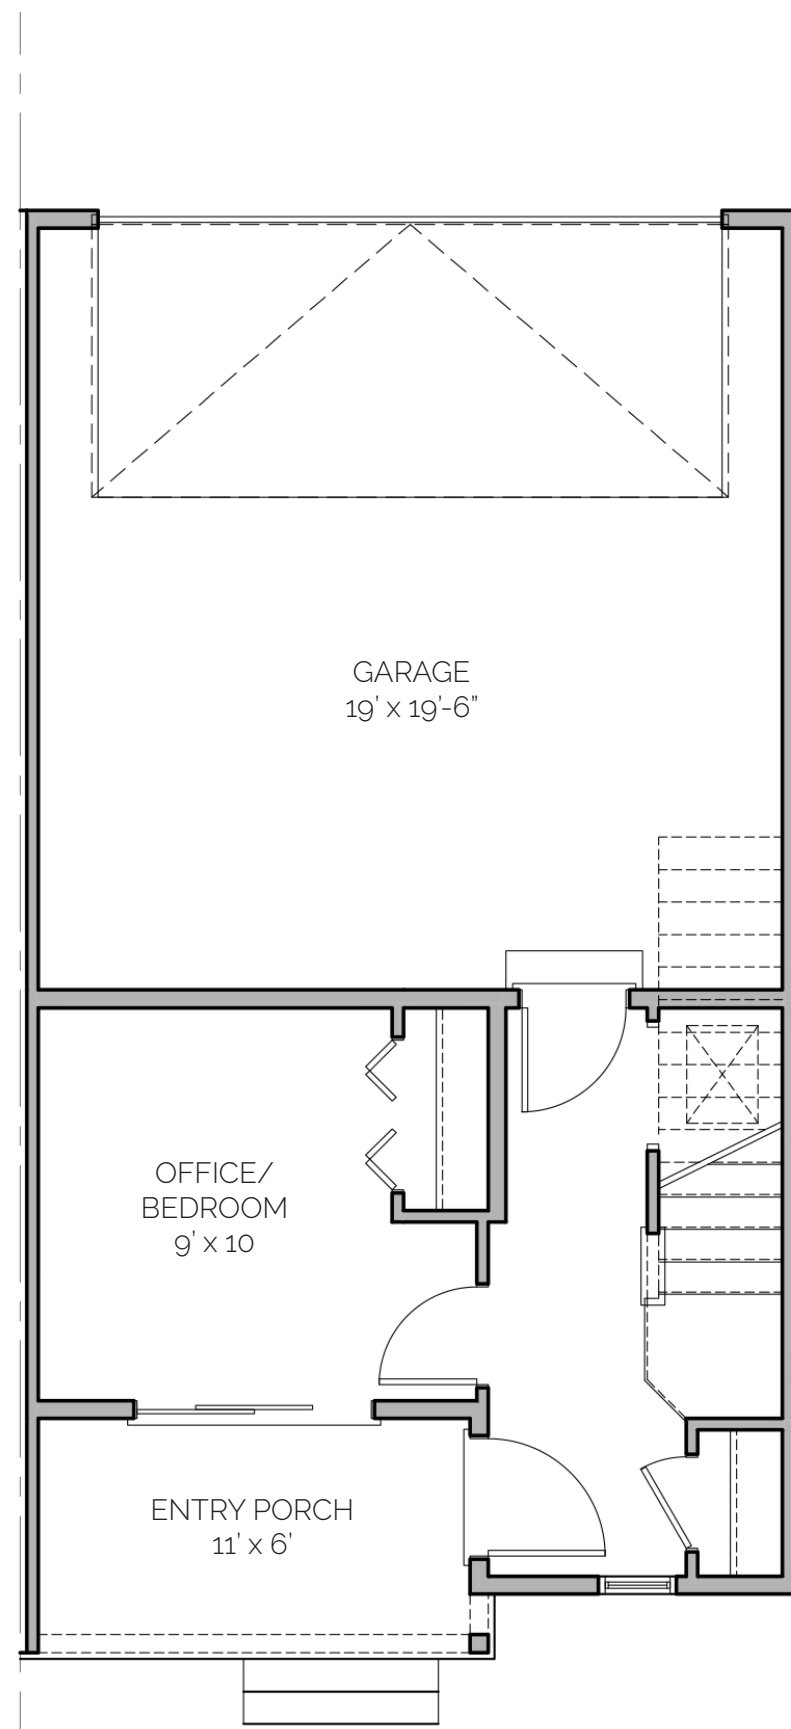 GARAGE
19' x 19'-6"
OFFICE/
BEDROOM
9' x 10
ENTRY PORCH
11' x 6'